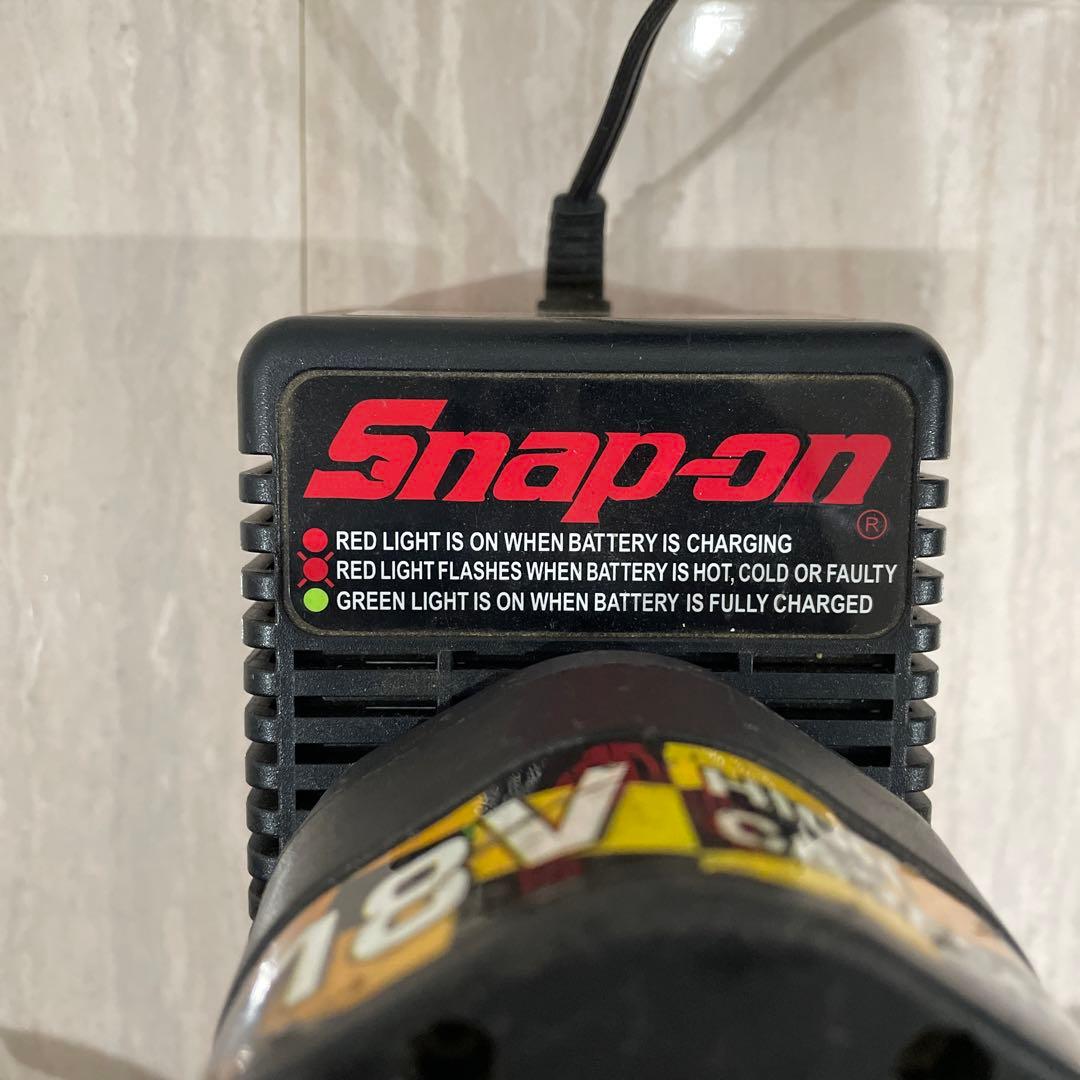 Snap-on
®
RED LIGHT IS ON WHEN BATTERY IS CHARGING
RED LIGHT FLASHES WHEN BATTERY IS HOT, COLD OR FAULTY
GREEN LIGHT IS ON WHEN BATTERY IS FULLY CHARGED
18V